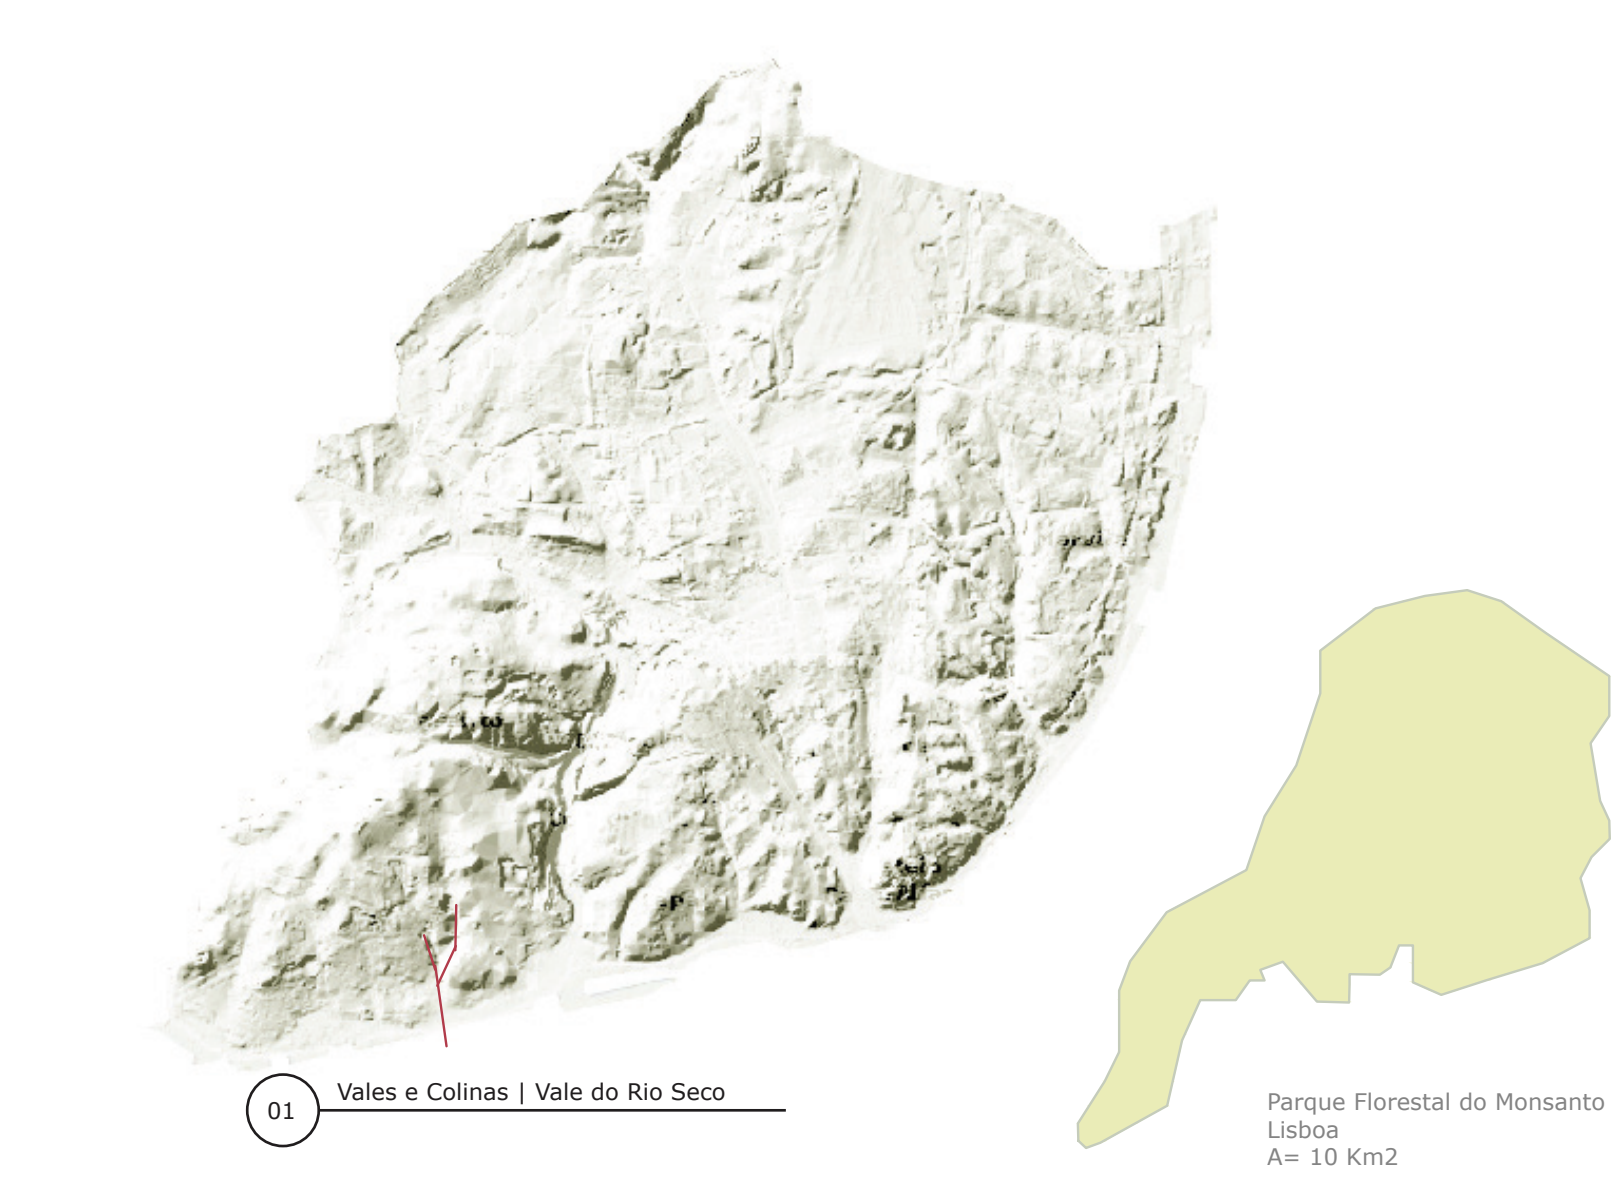 01
Vales e Colinas | Vale do Rio Seco
Parque Florestal do Monsanto
Lisboa
A= 10 Km2